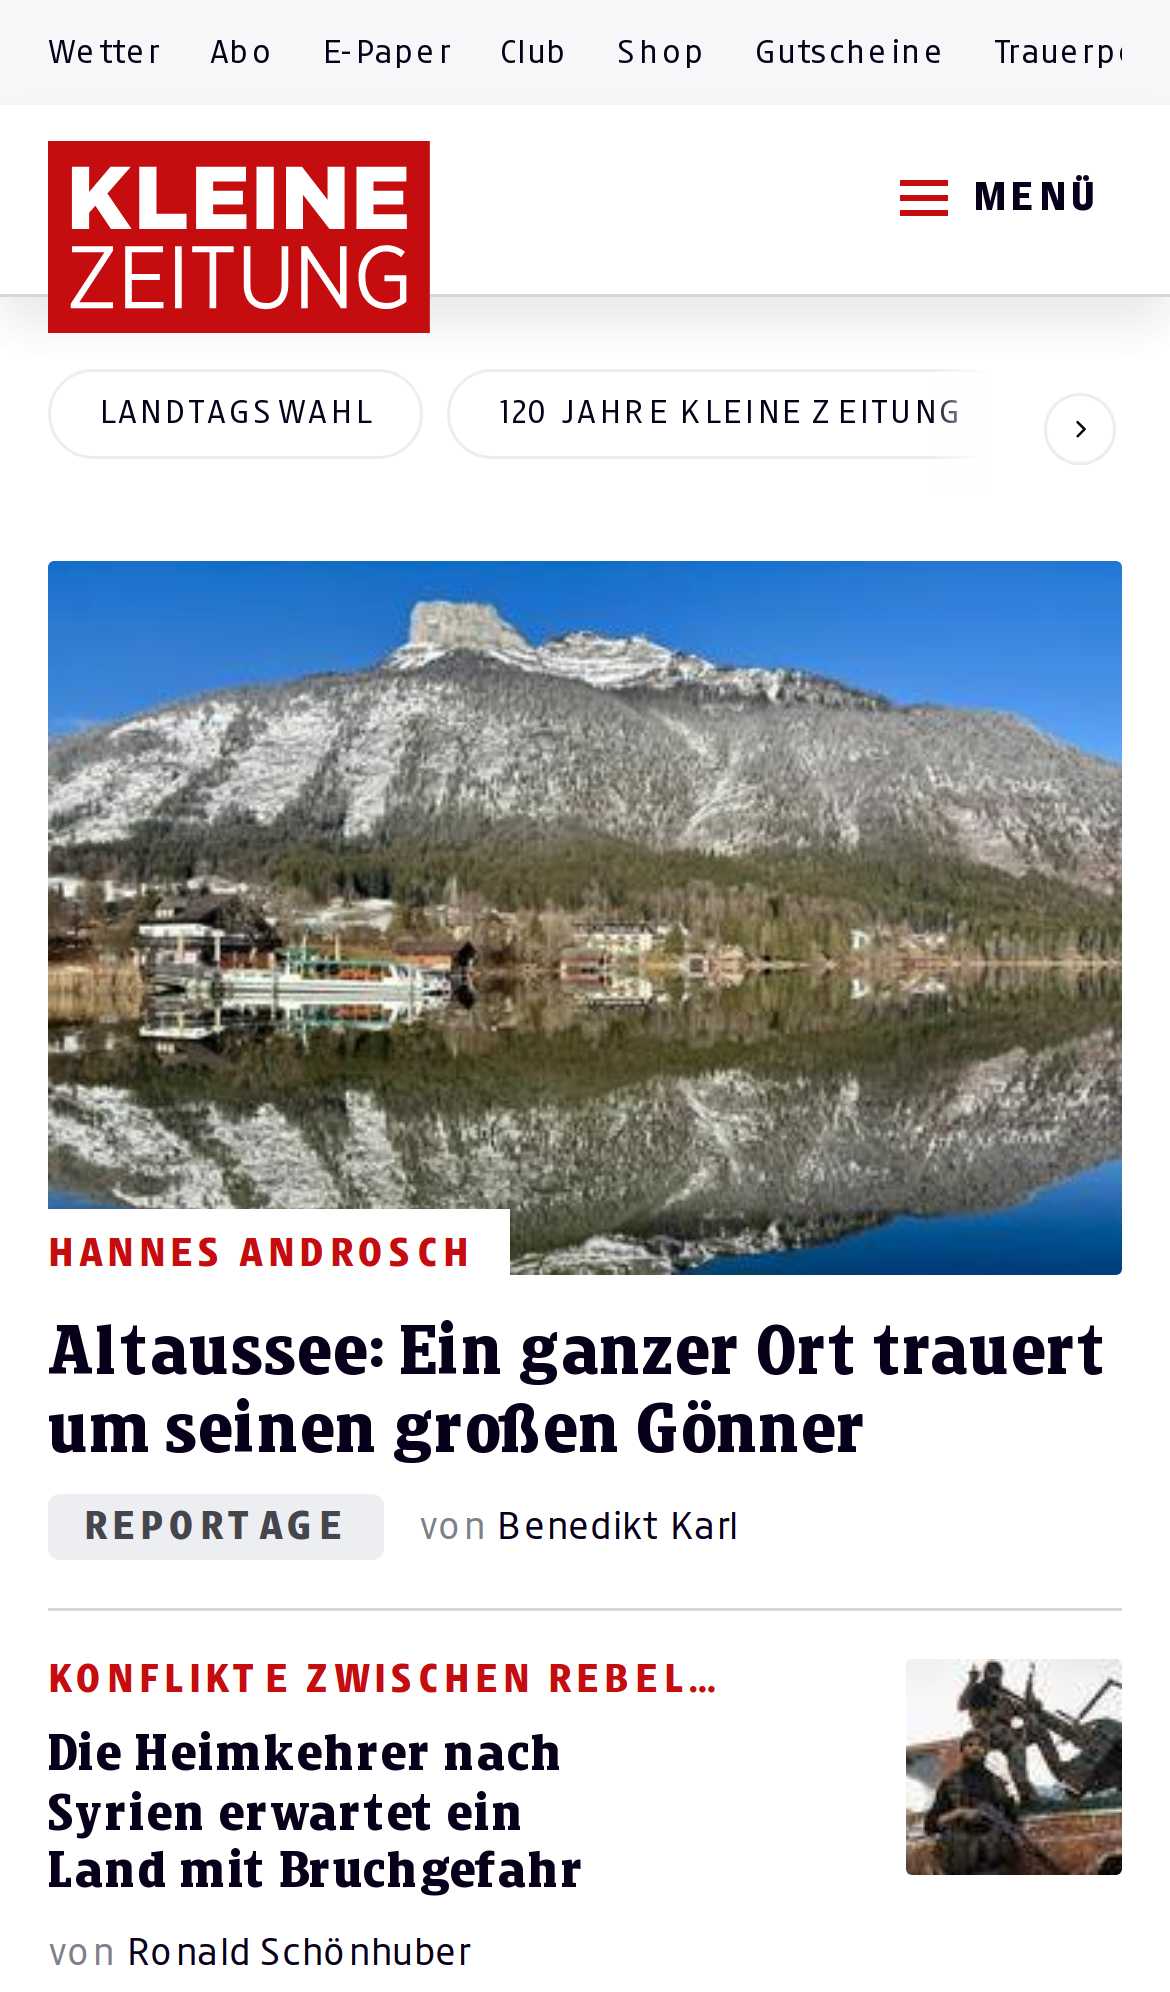 Wetter Abo E-Paper Club Shop Gutscheine
KLEINE
ZEITUNG
MENÜ
LANDTAGSWAHL 120 JAHRE KLEINE ZEITUNG
HANNES ANDROSCH
Altaussee: Ein ganzer Ort trauert
um seinen großen Gönner
REPORTAGE von Benedikt Karl
KONFLIKTE ZWISCHEN REBEL…
Die Heimkehrer nach
Syrien erwartet ein
Land mit Bruchgefahr
von Ronald Schönhuber